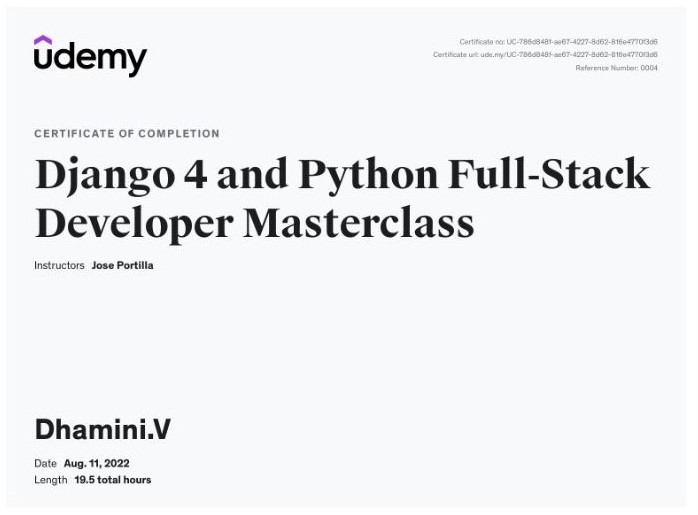 udemy
Certificate no: UC-786d848f-ae67-4227-8d62-816e4770f3d6
Certificate url: ude.my/UC-786d848f-ae67-4227-8d62-816e4770f3d6
Reference Number: 0004
CERTIFICATE OF COMPLETION
Django 4 and Python Full-Stack
Developer Masterclass
Instructors Jose Portilla
Dhamini.V
Date Aug. 11, 2022
Length 19.5 total hours